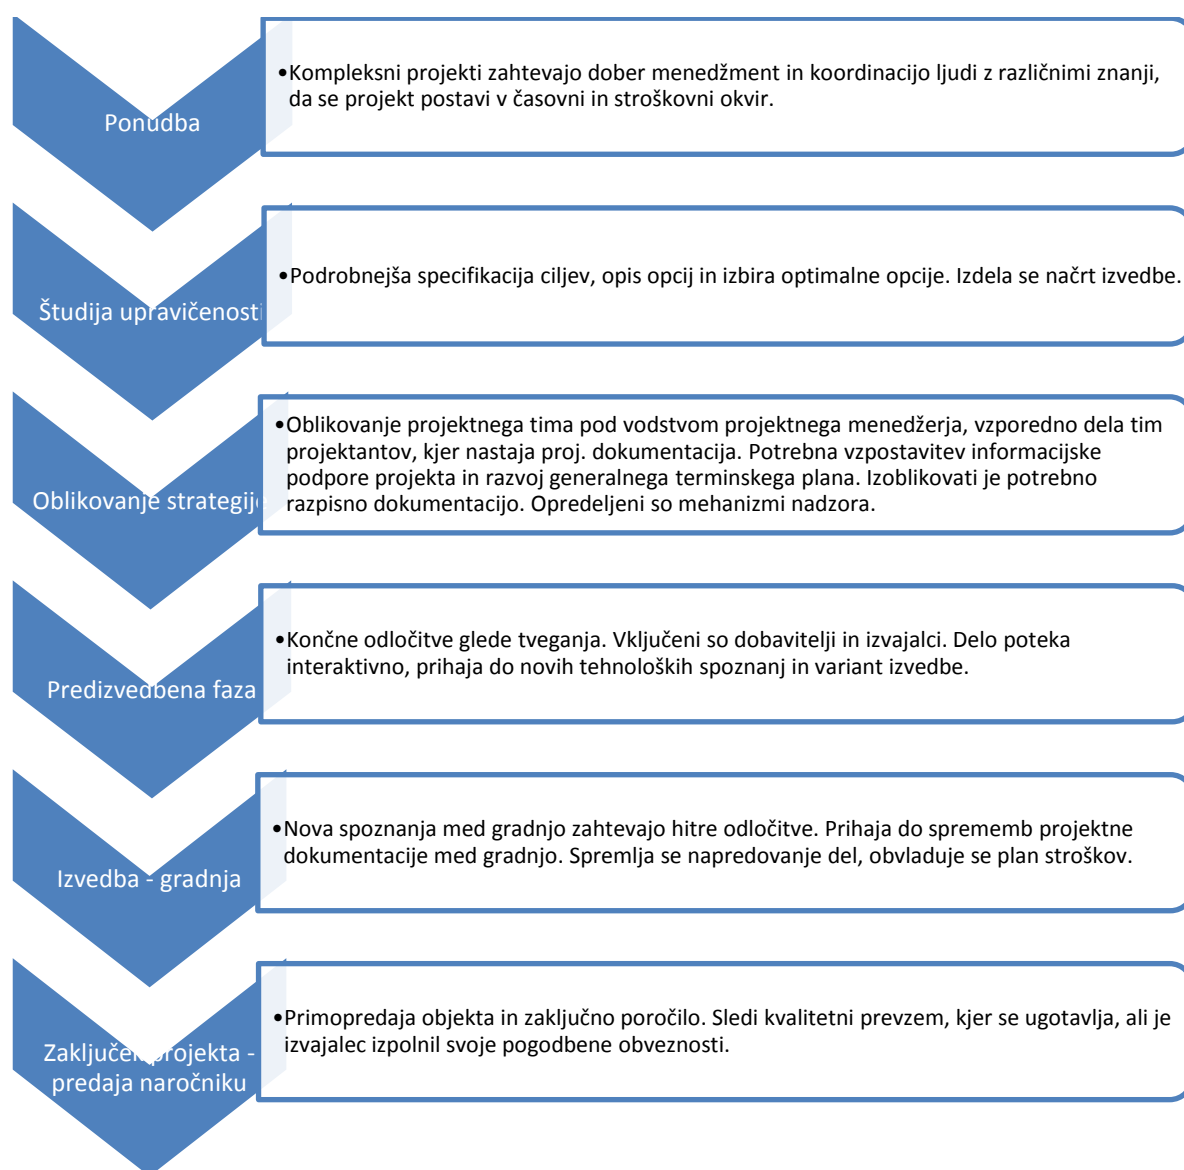 Ponudba
•Kompleksni projekti zahtevajo dober menedžment in koordinacijo ljudi z različnimi znanji,
da se projekt postavi v časovni in stroškovni okvir.
Študija upravičenosti
•Podrobnejša specifikacija ciljev, opis opcij in izbira optimalne opcije. Izdela se načrt izvedbe.
Oblikovanje strategije
•Oblikovanje projektnega tima pod vodstvom projektnega menedžerja, vzporedno dela tim
projektantov, kjer nastaja proj. dokumentacija. Potrebna vzpostavitev informacijske
podpore projekta in razvoj generalnega terminskega plana. Izoblikovati je potrebno
razpisno dokumentacijo. Opredeljeni so mehanizmi nadzora.
Predizvedbena faza
•Končne odločitve glede tveganja. Vključeni so dobavitelji in izvajalci. Delo poteka
interaktivno, prihaja do novih tehnoloških spoznanj in variant izvedbe.
Izvedba - gradnja
•Nova spoznanja med gradnjo zahtevajo hitre odločitve. Prihaja do sprememb projektne
dokumentacije med gradnjo. Spremlja se napredovanje del, obvladuje se plan stroškov.
Zaključek projekta -
predaja naročniku
•Primopredaja objekta in zaključno poročilo. Sledi kvalitetni prevzem, kjer se ugotavlja, ali je
izvajalec izpolnil svoje pogodbene obveznosti.